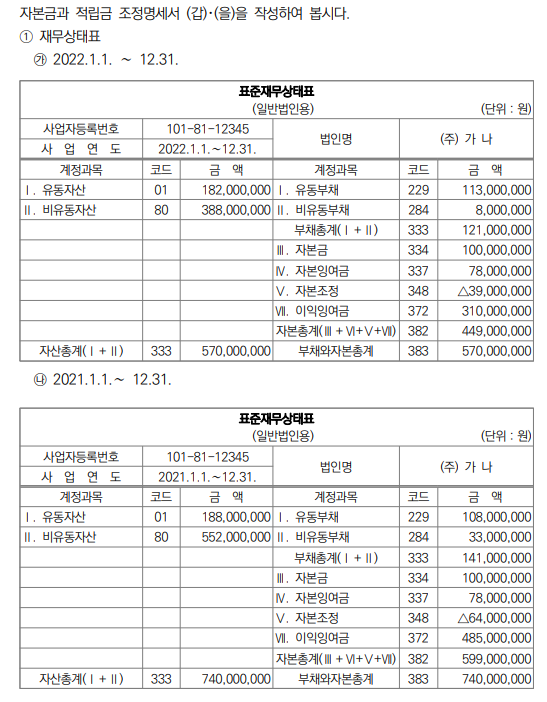 자본금과 적립금 조정명세서 (갑)·(을)을 작성하여 봅시다.
① 재무상태표
㉮ 2022.1.1. ~ 12.31.
표준재무상태표
(일반법인용) (단위 : 원)
사업자등록번호 101-81-12345 법인명 (주) 가 나
사 업 연 도 2022.1.1.~12.31.
계정과목 코드 금 액 계정과목 코드 금 액
Ⅰ. 유동자산 01 182,000,000 Ⅰ. 유동부채 229 113,000,000
Ⅱ. 비유동자산 80 388,000,000 Ⅱ. 비유동부채 284 8,000,000
부채총계(Ⅰ+Ⅱ) 333 121,000,000
Ⅲ. 자본금 334 100,000,000
Ⅳ. 자본잉여금 337 78,000,000
Ⅴ. 자본조정 348 △39,000,000
Ⅶ. 이익잉여금 372 310,000,000
자본총계(Ⅲ+Ⅵ+Ⅴ+Ⅶ) 382 449,000,000
자산총계(Ⅰ+Ⅱ) 333 570,000,000 부채와자본총계 383 570,000,000
㉯ 2021.1.1.~ 12.31.
표준재무상태표
(일반법인용) (단위 : 원)
사업자등록번호 101-81-12345 법인명 (주) 가 나
사 업 연 도 2021.1.1.~12.31.
계정과목 코드 금 액 계정과목 코드 금 액
Ⅰ. 유동자산 01 188,000,000 Ⅰ. 유동부채 229 108,000,000
Ⅱ. 비유동자산 80 552,000,000 Ⅱ. 비유동부채 284 33,000,000
부채총계(Ⅰ+Ⅱ) 333 141,000,000
Ⅲ. 자본금 334 100,000,000
Ⅳ. 자본잉여금 337 78,000,000
Ⅴ. 자본조정 348 △64,000,000
Ⅶ. 이익잉여금 372 485,000,000
자본총계(Ⅲ+Ⅵ+Ⅴ+Ⅶ) 382 599,000,000
자산총계(Ⅰ+Ⅱ) 333 740,000,000 부채와자본총계 383 740,000,000